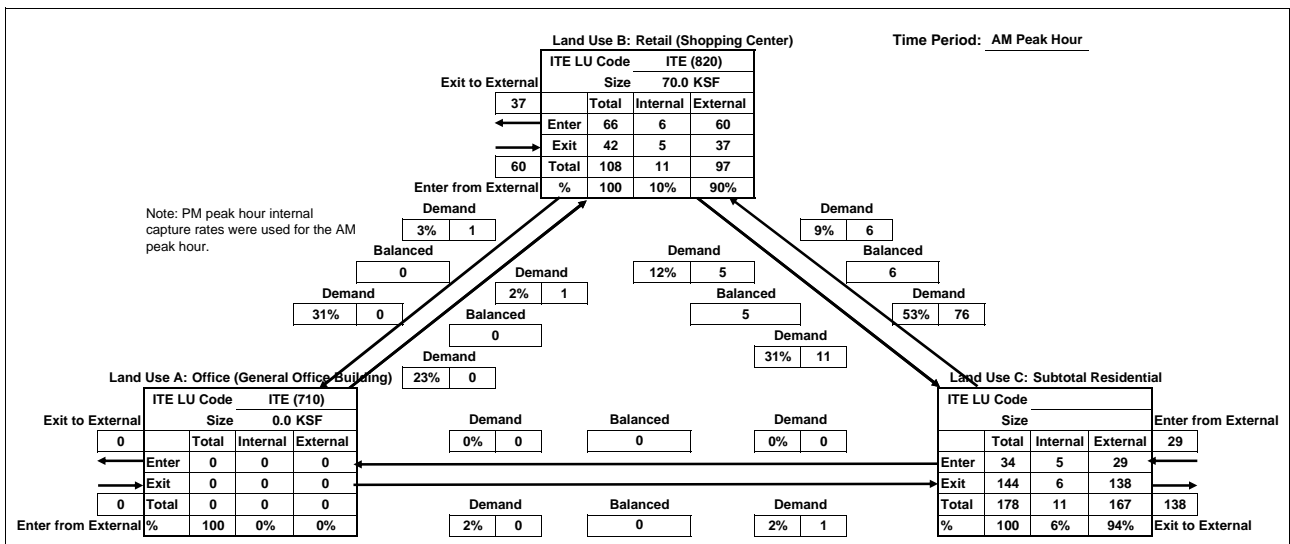 Land Use B: Retail (Shopping Center)
Time Period: AM Peak Hour
ITE LU Code ITE (820)
Exit to External Size 70.0 KSF
37 Total Internal External
Enter 66 6 60
Exit 42 5 37
60 Total 108 11 97
Enter from External % 100 10% 90%
Note: PM peak hour internal
capture rates were used for the AM
peak hour.
Demand
3% 1
Balanced
0
Demand
31% 0
Demand
2% 1
Balanced
0
Demand
23% 0
Demand
12% 5
Balanced
5
Demand
31% 11
Demand
9% 6
Balanced
6
Demand
53% 76
Land Use A: Office (General Office Building)
ITE LU Code ITE (710)
Exit to External Size 0.0 KSF
0 Total Internal External
Enter 0 0 0
Exit 0 0 0
0 Total 0 0 0
Enter from External % 100 0% 0%
Demand Balanced Demand
0% 0 0 0% 0
Demand Balanced Demand
2% 0 0 2% 1
Land Use C: Subtotal Residential
ITE LU Code
Size Enter from External
Total Internal External 29
Enter 34 5 29
Exit 144 6 138
Total 178 11 167 138
% 100 6% 94% Exit to External